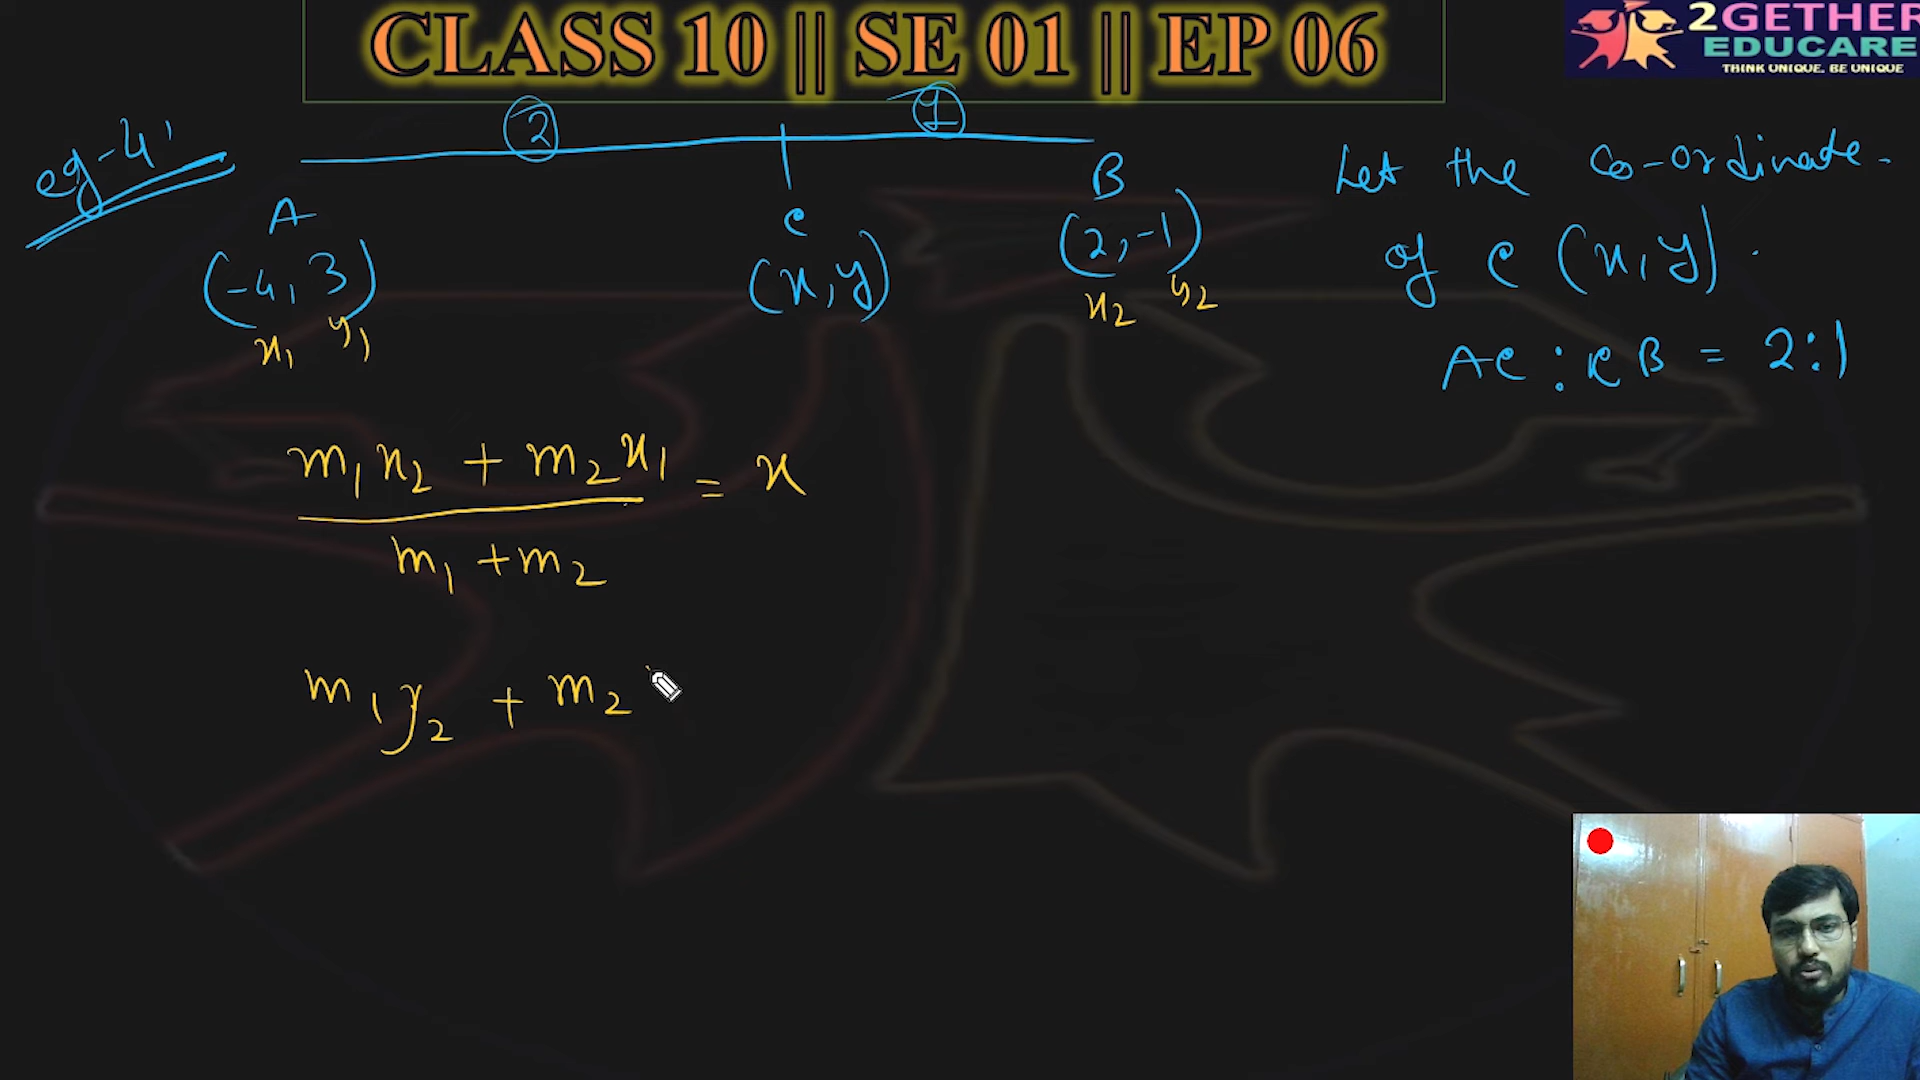 CLASS 10 || SE 01 || EP 06
2GETHER
EDUCARE
THINK UNIQUE, BE UNIQUE
eg-4'
2 1
A C B
(-4, 3) (x, y) (2, -1)
x1 y1 x2 y2
Let the co-ordinate.
of C (x, y).
AC : CB = 2:1
m1x2 + m2x1 = x
m1 + m2
m1y2 + m2